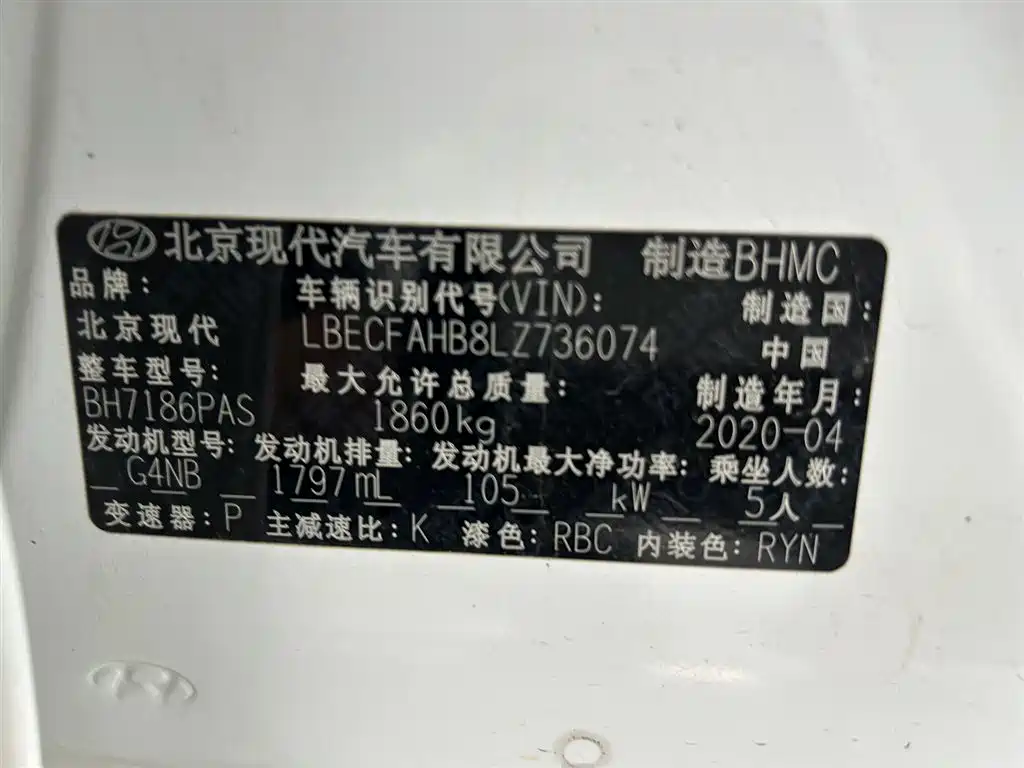 北京现代汽车有限公司 制造BHMC
品牌: 车辆识别代号(VIN): 制造国:
北京现代 LBECFAHB8LZ736074 中国
整车型号: 最大允许总质量: 制造年月:
BH7186PAS 1860kg 2020-04
发动机型号: 发动机排量: 发动机最大净功率: 乘坐人数:
G4NB 1797mL 105 kW 5人
变速器: P 主减速比: K 漆色: RBC 内装色: RYN